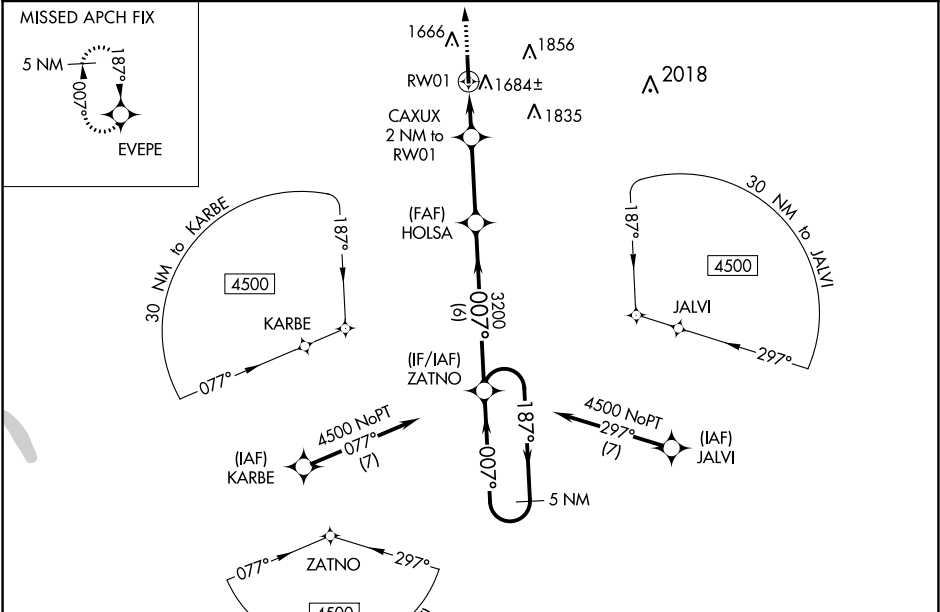 MISSED APCH FIX
5 NM
187°
007°
EVEPE
1666
1856
RW01
1684±
2018
1835
CAXUX
2 NM to
RW01
(FAF)
HOLSA
30 NM to KARBE
187°
4500
KARBE
077°
30 NM to JALVI
187°
4500
JALVI
297°
3200
007°
(6)
(IF/IAF)
ZATNO
187°
007°
5 NM
4500 NoPT
077°
(7)
(IAF)
KARBE
4500 NoPT
297°
(7)
(IAF)
JALVI
077°
297°
ZATNO
4500